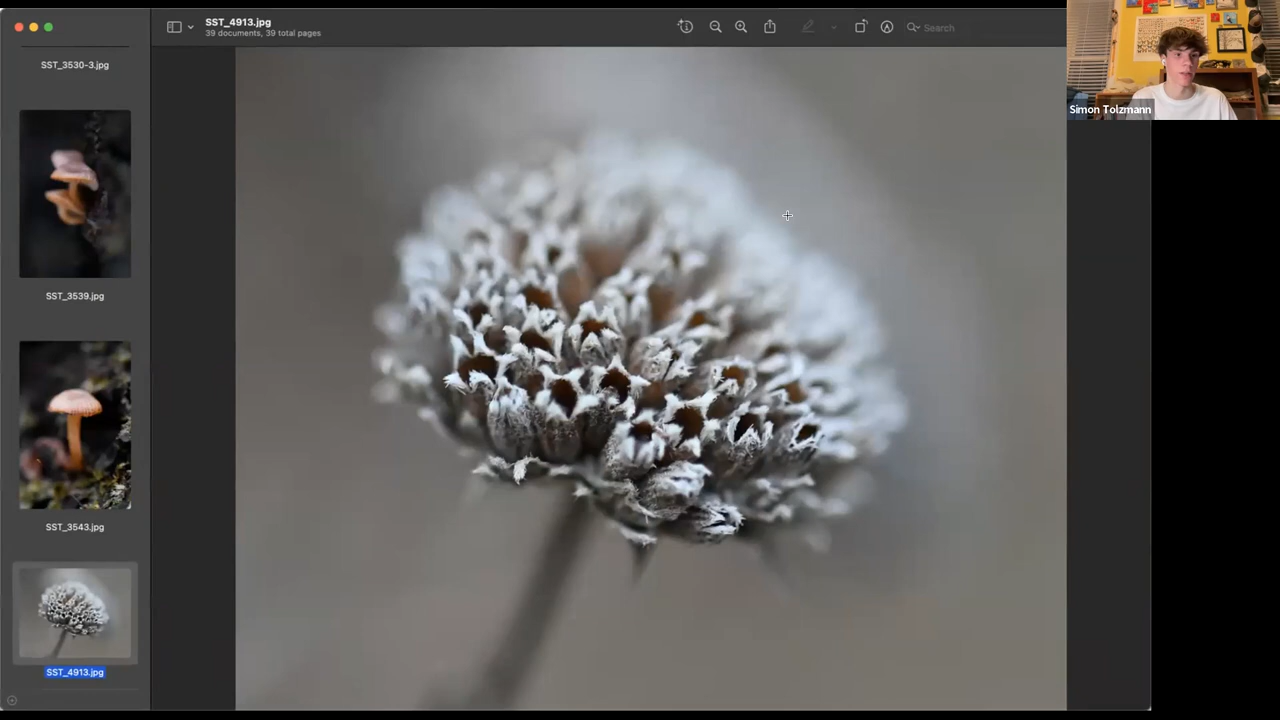 SST_4913.jpg
39 documents, 39 total pages
Search
Simon Tolzmann
SST_3530-3.jpg
SST_3539.jpg
SST_3543.jpg
SST_4913.jpg